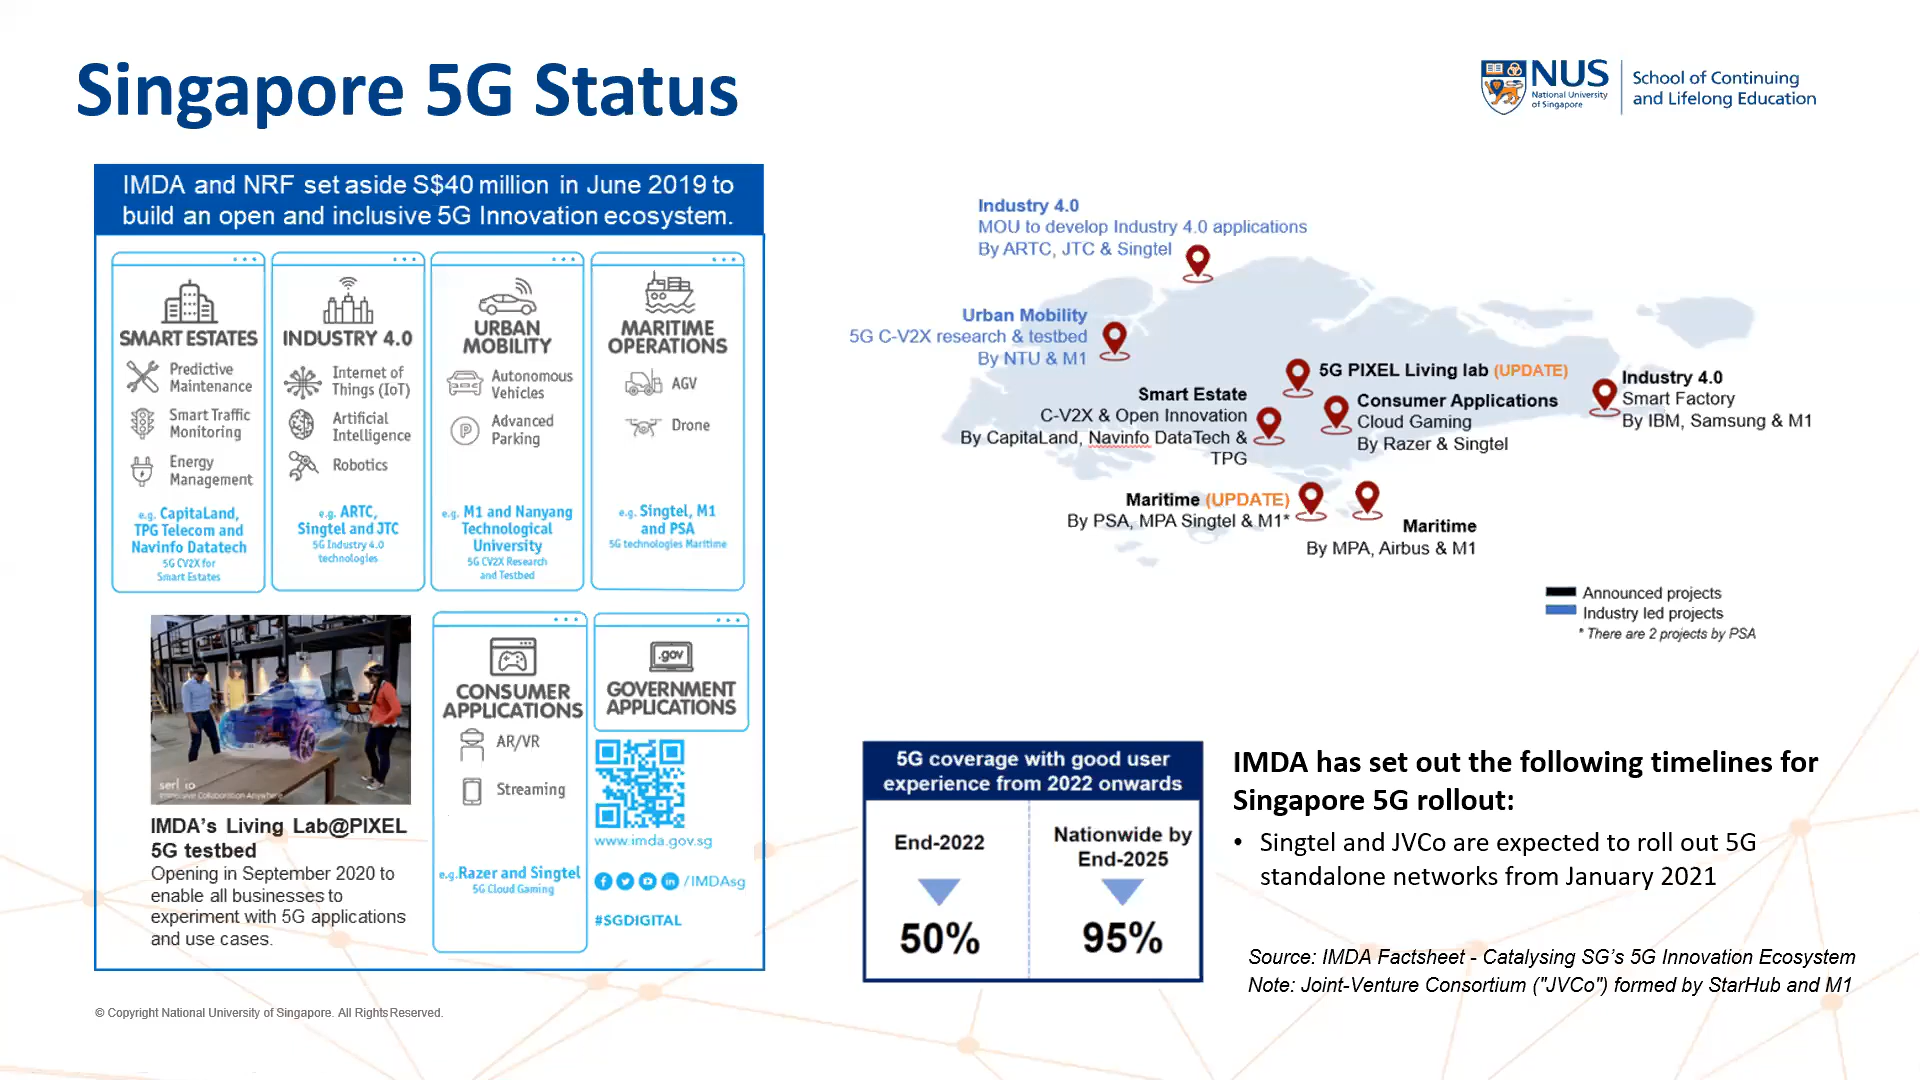 Singapore 5G Status
NUS
National University
of Singapore
School of Continuing
and Lifelong Education
IMDA and NRF set aside S$40 million in June 2019 to
build an open and inclusive 5G Innovation ecosystem.
SMART ESTATES
Predictive
Maintenance
Smart Traffic
Monitoring
Energy
Management
e.g. CapitaLand,
TPG Telecom and
Navinfo Datatech
5G CV2X for
Smart Estates
INDUSTRY 4.0
Internet of
Things (IoT)
Artificial
Intelligence
Robotics
e.g. ARTC,
Singtel and JTC
5G Industry 4.0
technologies
URBAN
MOBILITY
Autonomous
Vehicles
P
Advanced
Parking
e.g. M1 and Nanyang
Technological
University
5G CV2X Research
and Testbed
MARITIME
OPERATIONS
AGV
Drone
e.g. Singtel, M1
and PSA
5G technologies Maritime
serl io
Immersive Collaboration Anywhere
IMDA's Living Lab@PIXEL
5G testbed
Opening in September 2020 to
enable all businesses to
experiment with 5G applications
and use cases.
CONSUMER
APPLICATIONS
AR/VR
Streaming
e.g.Razer and Singtel
5G Cloud Gaming
.gov
GOVERNMENT
APPLICATIONS
www.imda.gov.sg
/IMDAsg
#SGDIGITAL
Industry 4.0
MOU to develop Industry 4.0 applications
By ARTC, JTC & Singtel
Urban Mobility
5G C-V2X research & testbed
By NTU & M1
Smart Estate
C-V2X & Open Innovation
By CapitaLand, Navinfo DataTech &
TPG
5G PIXEL Living lab (UPDATE)
Consumer Applications
Cloud Gaming
By Razer & Singtel
Industry 4.0
Smart Factory
By IBM, Samsung & M1
Maritime (UPDATE)
By PSA, MPA Singtel & M1*
Maritime
By MPA, Airbus & M1
Announced projects
Industry led projects
* There are 2 projects by PSA
5G coverage with good user
experience from 2022 onwards
End-2022
50%
Nationwide by
End-2025
95%
IMDA has set out the following timelines for
Singapore 5G rollout:
• Singtel and JVCo are expected to roll out 5G
standalone networks from January 2021
Source: IMDA Factsheet - Catalysing SG's 5G Innovation Ecosystem
Note: Joint-Venture Consortium ("JVCo") formed by StarHub and M1
© Copyright National University of Singapore. All Rights Reserved.